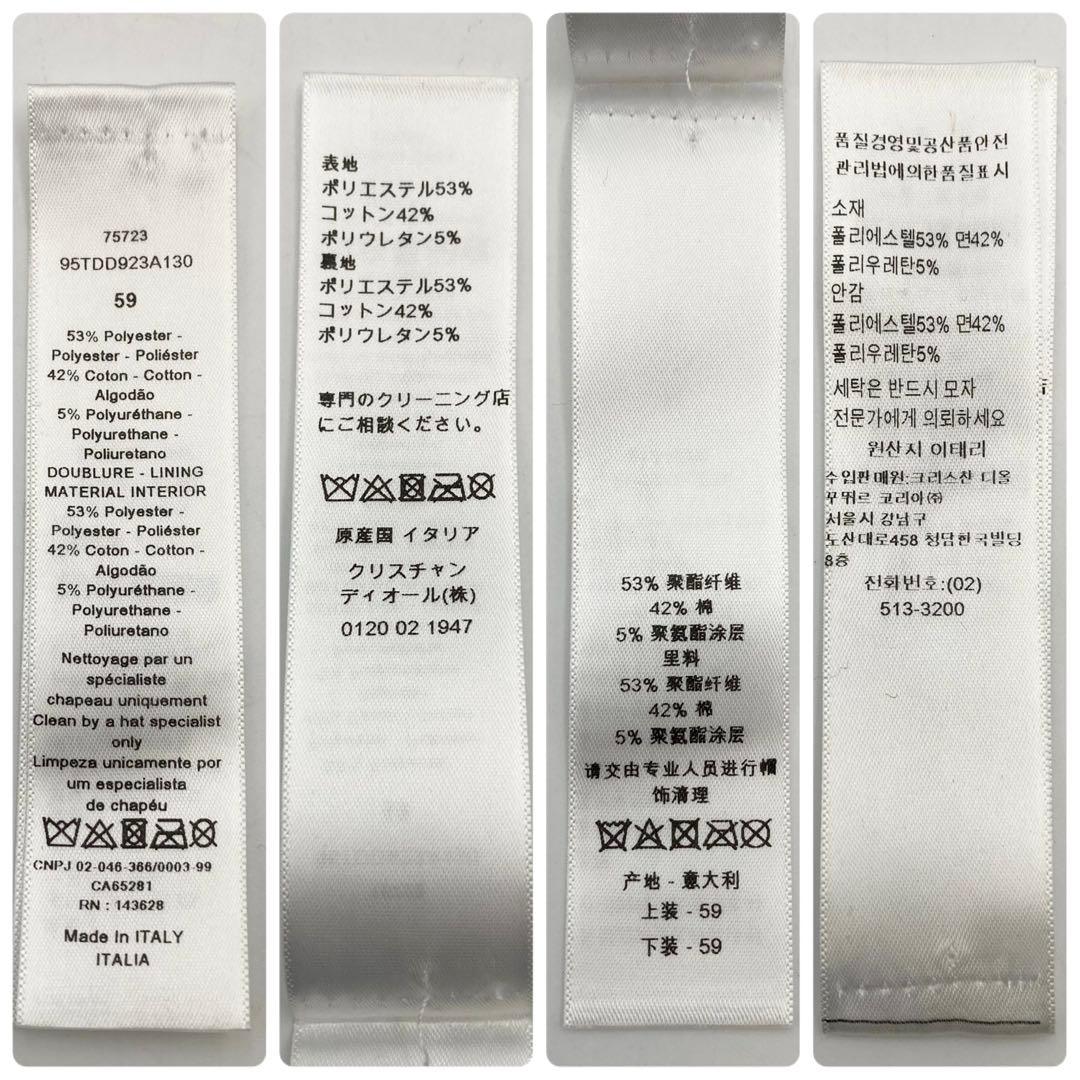 75723
95TDD923A130
59
53% Polyester -
Polyester - Poliéster
42% Coton - Cotton -
Algodão
5% Polyuréthane -
Polyurethane -
Poliuretano
DOUBLURE - LINING
MATERIAL INTERIOR
53% Polyester -
Polyester - Poliéster
42% Coton - Cotton -
Algodão
5% Polyuréthane -
Polyurethane -
Poliuretano
Nettoyage par un
spécialiste
chapeau uniquement
Clean by a hat specialist
only
Limpeza unicamente por
um especialista
de chapéu
CNPJ 02-046-366/0003-99
CA65281
RN : 143628
Made In ITALY
ITALIA
表地
ポリエステル53%
コットン42%
ポリウレタン5%
裏地
ポリエステル53%
コットン42%
ポリウレタン5%
専門のクリーニング店
にご相談ください。
原産国 イタリア
クリスチャン
ディオール(株)
0120 02 1947
53% 聚酯纤维
42% 棉
5% 聚氨酯涂层
里料
53% 聚酯纤维
42% 棉
5% 聚氨酯涂层
请交由专业人员进行帽
饰滴理
产地 - 意大利
上装 - 59
下装 - 59
품질경영및공산품안전
관리법에의한품질표시
소재
폴리에스텔53% 면42%
폴리우레탄5%
안감
폴리에스텔53% 면42%
폴리우레탄5%
세탁은 반드시 모자
전문가에게 의뢰하세요
원산지 이태리
수입판매원:크리스챤 디올
꾸뛰르 코리아㈜
서울시 강남구
도산대로458 청담한국빌딩
8층
전화번호:(02)
513-3200